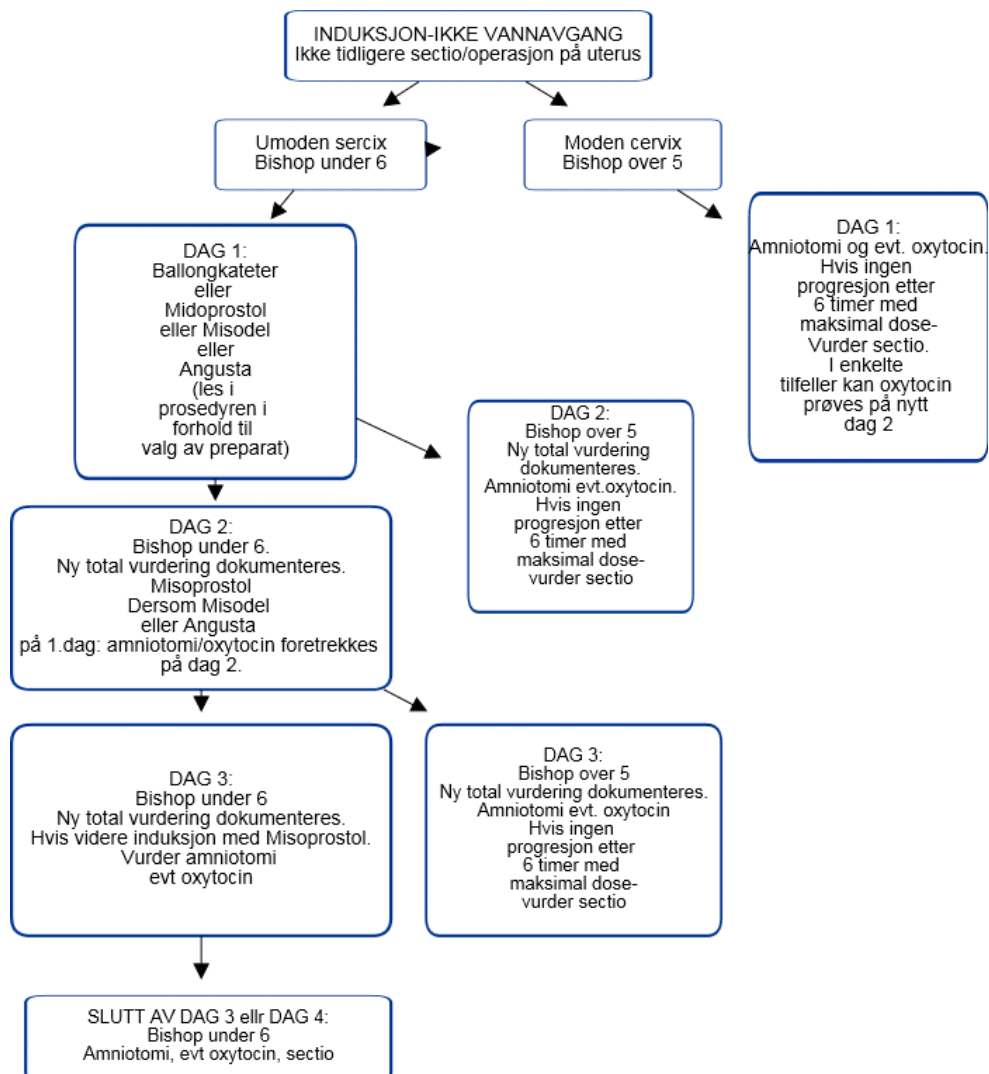 INDUKSJON-IKKE VANNAVGANG
Ikke tidligere sectio/operasjon på uterus
Umoden sercix
Bishop under 6
Moden cervix
Bishop over 5
DAG 1:
Ballongkateter
eller
Midoprostol
eller Misodel
eller
Angusta
(les i
prosedyren i
forhold til
valg av preparat)
DAG 1:
Amniotomi og evt. oxytocin.
Hvis ingen
progresjon etter
6 timer med
maksimal dose-
Vurder sectio.
I enkelte
tilfeller kan oxytocin
prøves på nytt
dag 2
DAG 2:
Bishop over 5
Ny total vurdering
dokumenteres.
Amniotomi evt.oxytocin.
Hvis ingen
progresjon etter
6 timer med
maksimal dose-
vurder sectio
DAG 2:
Bishop under 6.
Ny total vurdering dokumenteres.
Misoprostol
Dersom Misodel
eller Angusta
på 1.dag: amniotomi/oxytocin foretrekkes
på dag 2.
DAG 3:
Bishop under 6
Ny total vurdering dokumenteres.
Hvis videre induksjon med Misoprostol.
Vurder amniotomi
evt oxytocin
DAG 3:
Bishop over 5
Ny total vurdering dokumenteres.
Amniotomi evt. oxytocin
Hvis ingen
progresjon etter
6 timer med
maksimal dose-
vurder sectio
SLUTT AV DAG 3 ellr DAG 4:
Bishop under 6
Amniotomi, evt oxytocin, sectio